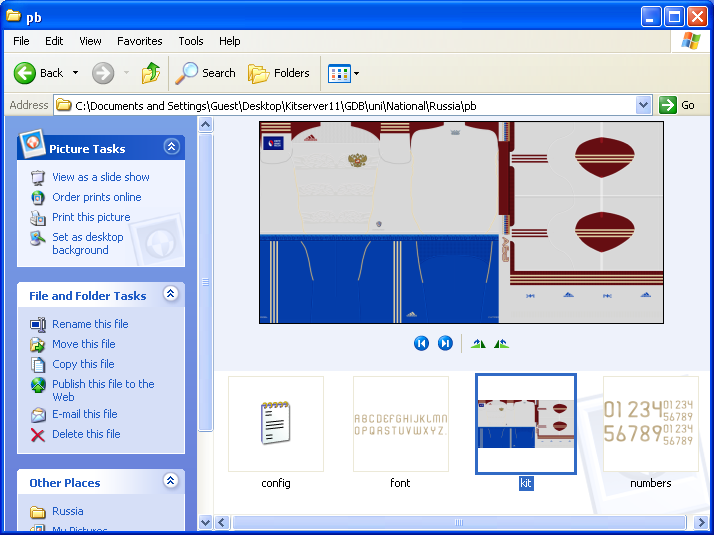 pb
File Edit View Favorites Tools Help
Back Search Folders
Address C:\Documents and Settings\Guest\Desktop\Kitserver11\GDB\uni\National\Russia\pb Go
Picture Tasks
View as a slide show
Order prints online
Print this picture
Set as desktop
background
File and Folder Tasks
Rename this file
Move this file
Copy this file
Publish this file to the
Web
E-mail this file
Delete this file
Other Places
Russia
My Pictures
ABCDEFGHIJKLMN
OPQRSTUVWXYZ.
01234 01234
56789
56789 01234
56789
config font kit numbers